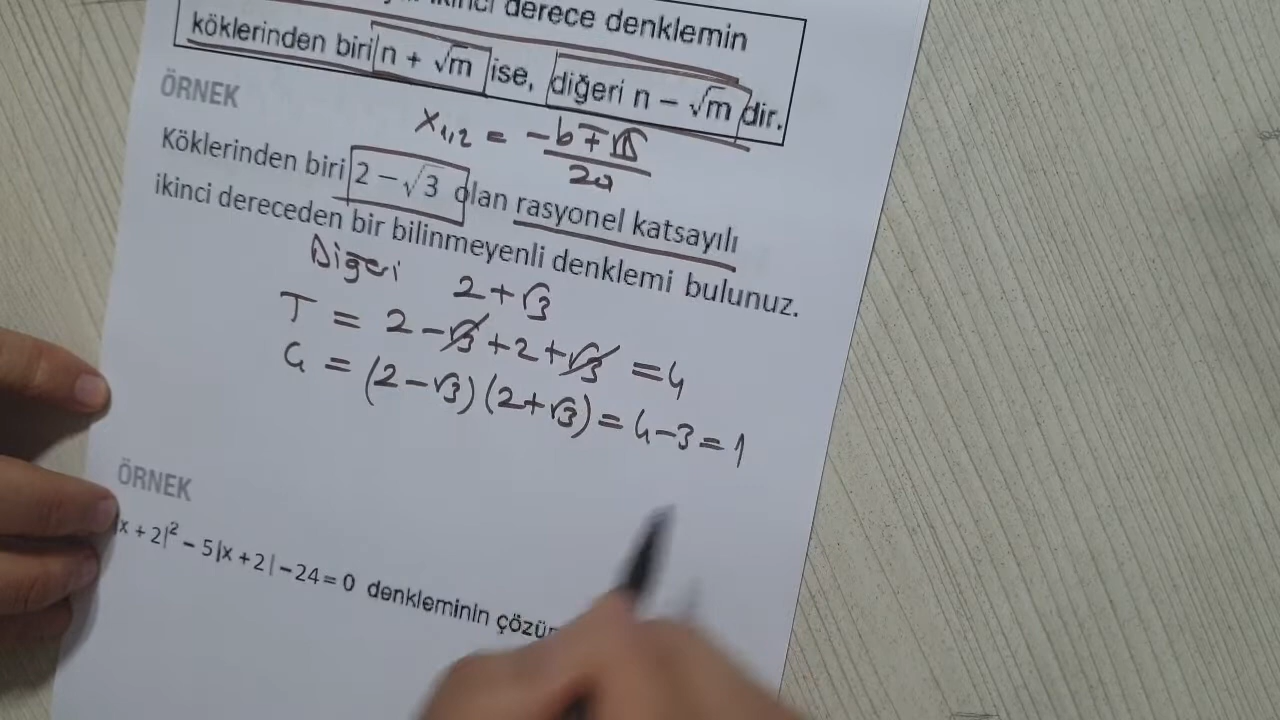 ikinci derece denklemin
köklerinden biri n + √m ise, diğeri n − √m dir.
ÖRNEK
x₁,₂ = (-b ∓ √Δ) / 2a
Köklerinden biri 2 − √3 olan rasyonel katsayılı
ikinci dereceden bir bilinmeyenli denklemi bulunuz.
Diğeri 2+√3
T = 2-√3+2+√3 = 4
Ç = (2-√3)(2+√3) = 4-3 = 1
ÖRNEK
|x + 2|² − 5|x + 2| − 24 = 0 denkleminin